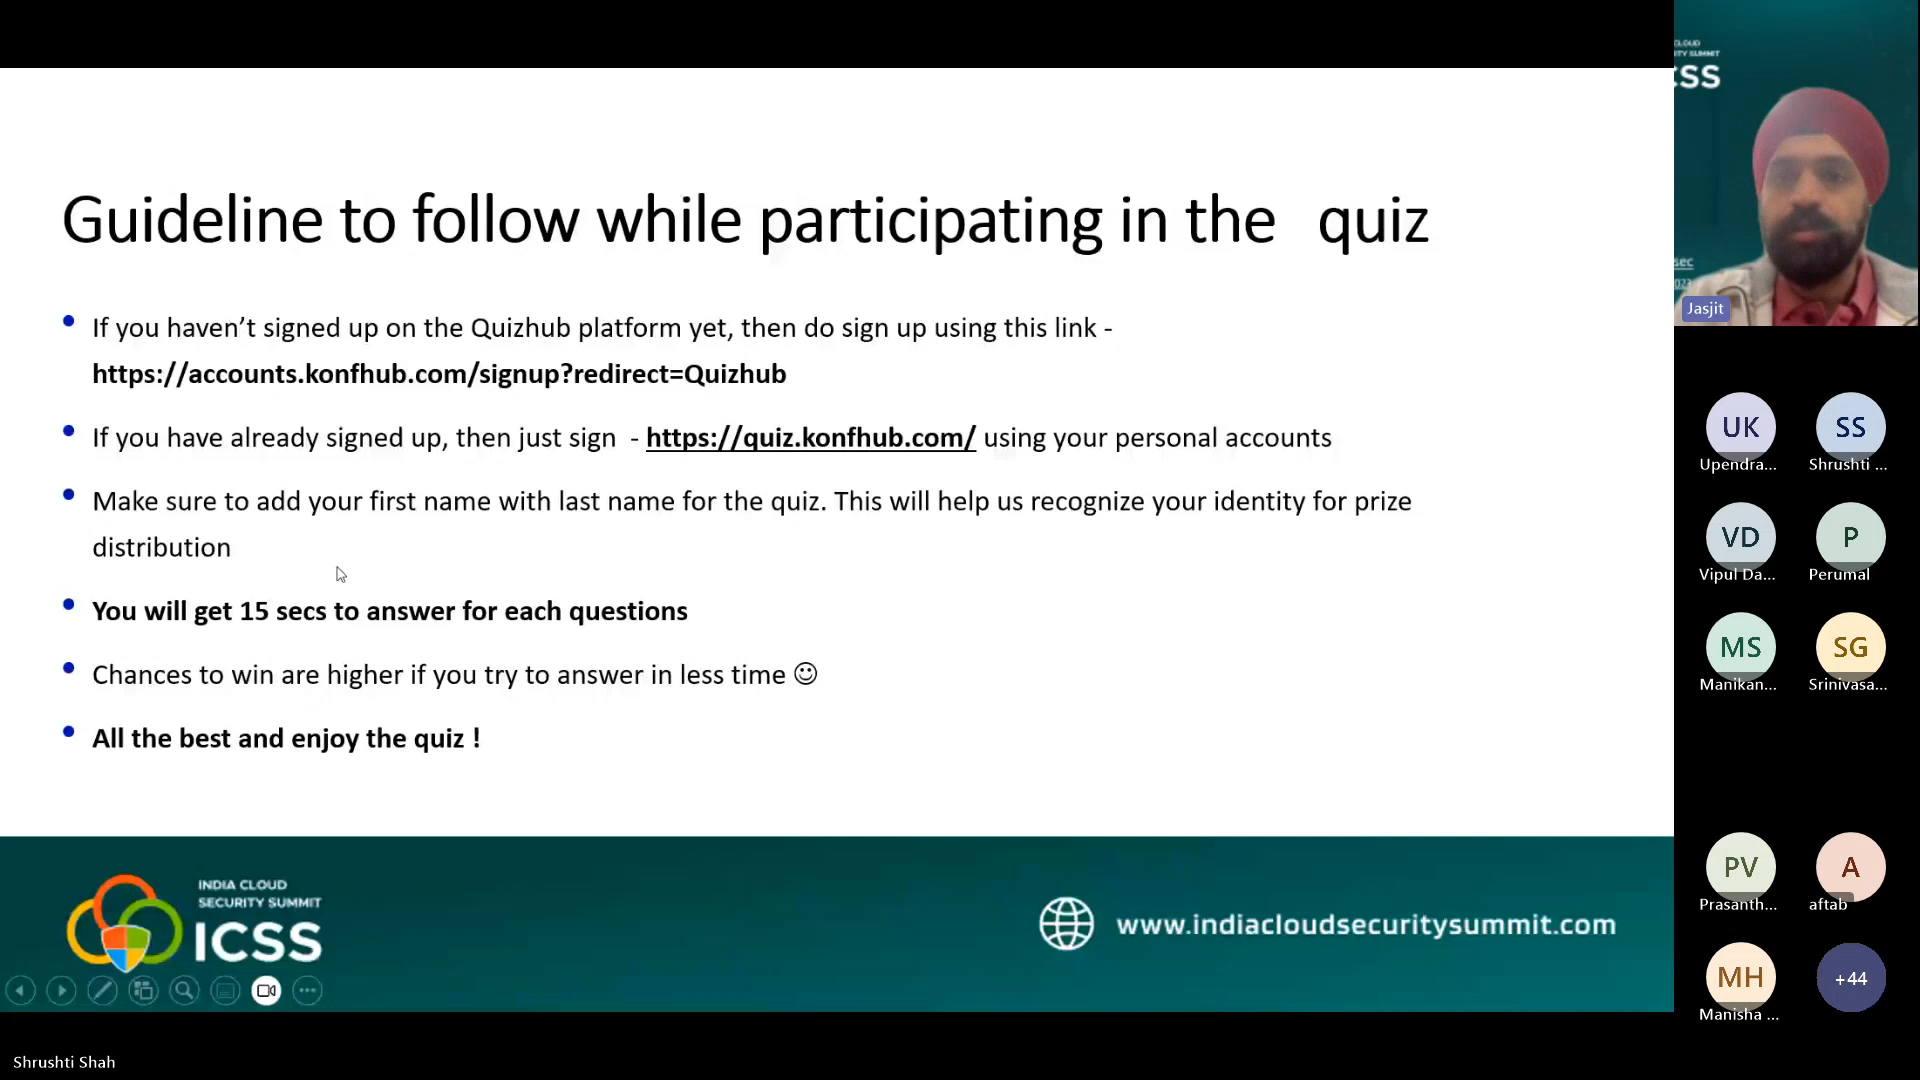 Guideline to follow while participating in the quiz
• If you haven’t signed up on the Quizhub platform yet, then do sign up using this link -
https://accounts.konfhub.com/signup?redirect=Quizhub
• If you have already signed up, then just sign - https://quiz.konfhub.com/ using your personal accounts
• Make sure to add your first name with last name for the quiz. This will help us recognize your identity for prize
distribution
• You will get 15 secs to answer for each questions
• Chances to win are higher if you try to answer in less time ☺
• All the best and enjoy the quiz !
INDIA CLOUD
SECURITY SUMMIT
ICSS
www.indiacloudsecuritysummit.com
Shrushti Shah
CLOUD
TY SUMMIT
CSS
sec
Jasjit
UK
Upendra...
SS
Shrushti ...
VD
Vipul Da...
P
Perumal
MS
Manikan...
SG
Srinivasa...
PV
Prasanth...
A
aftab
MH
Manisha ...
+44